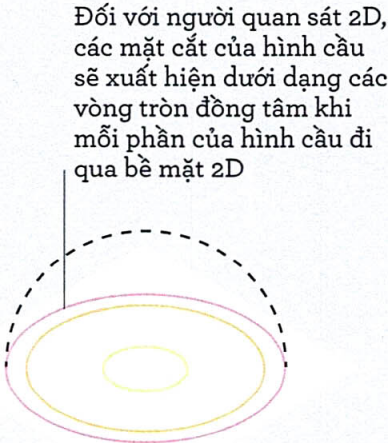 Đối với người quan sát 2D,
các mặt cắt của hình cầu
sẽ xuất hiện dưới dạng các
vòng tròn đồng tâm khi
mỗi phần của hình cầu đi
qua bề mặt 2D